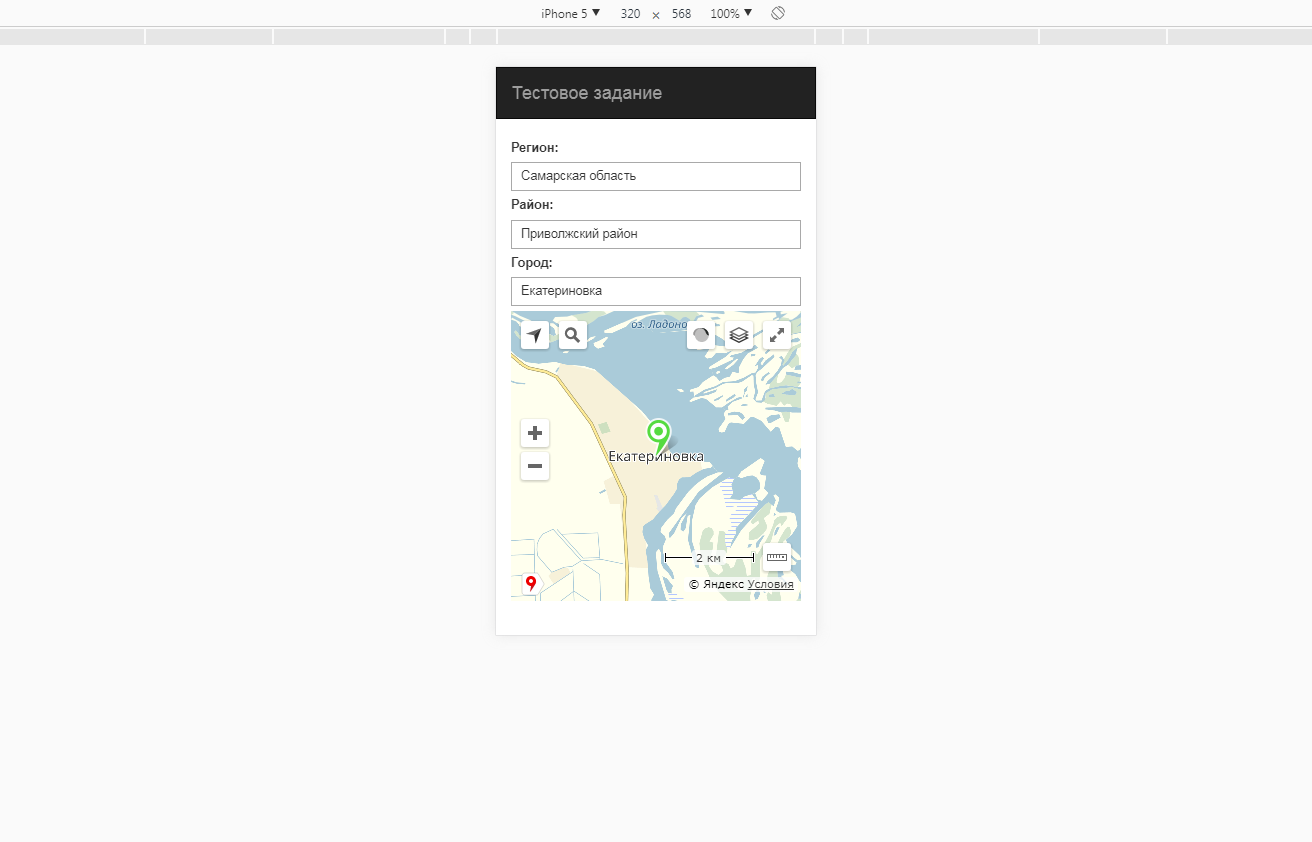 iPhone 5 320 × 568 100%
Тестовое задание
Регион:
Самарская область
Район:
Приволжский район
Город:
Екатериновка
оз. Ладона
Екатериновка
2 км
© Яндекс Условия